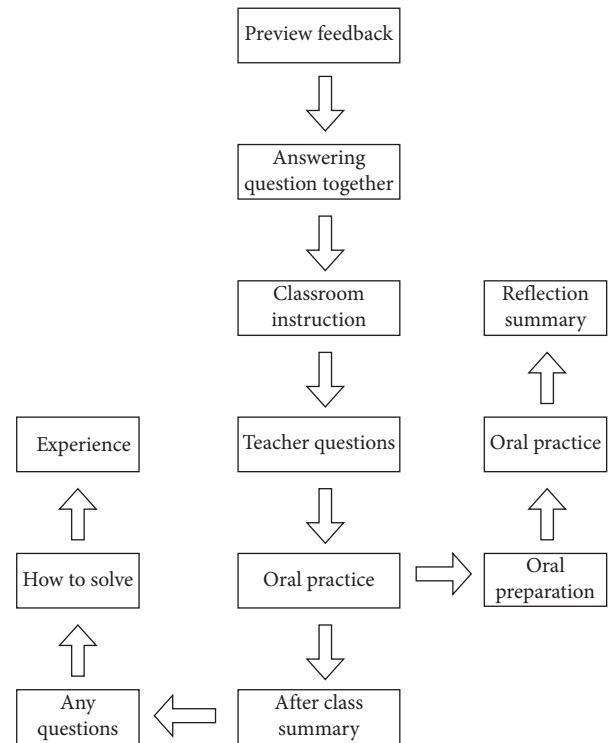 Preview feedback
Answering
question together
Classroom
instruction
Reflection
summary
Experience
Teacher questions
Oral practice
How to solve
Oral practice
Oral
preparation
Any
questions
After class
summary